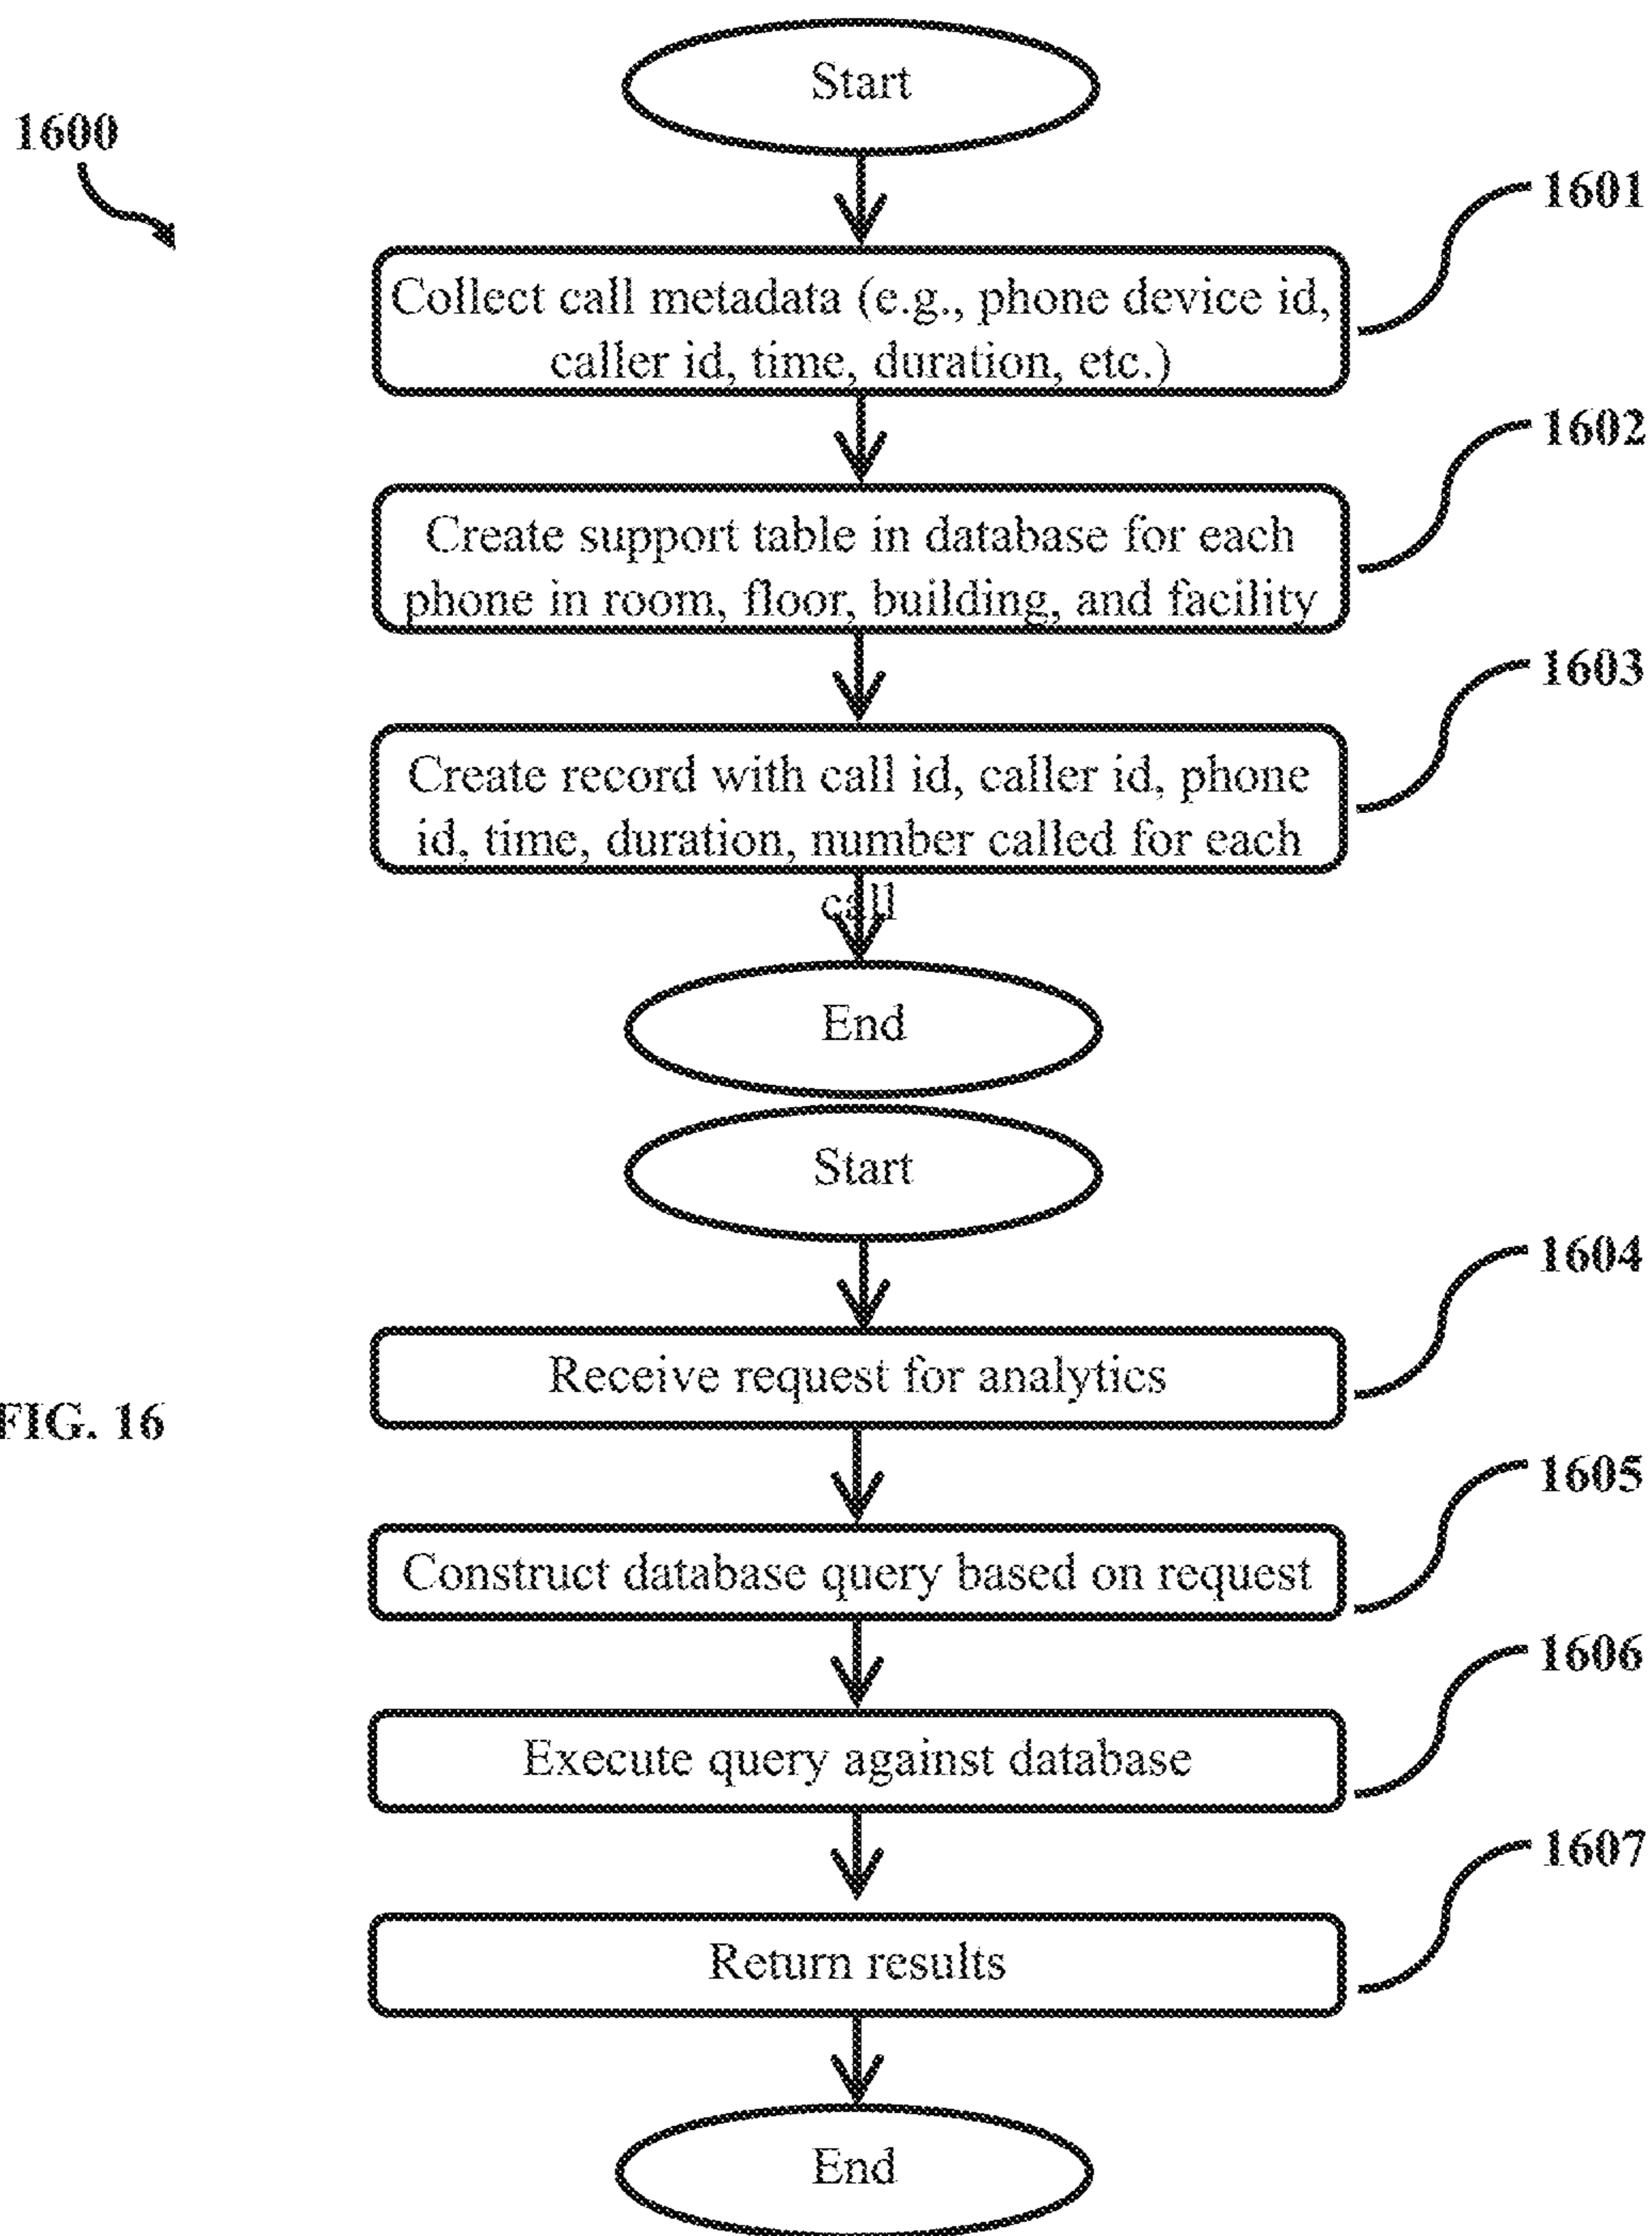 Start
1600
1601
Collect call metadata (e.g., phone device id,
caller id, time, duration, etc.)
1602
Create support table in database for each
phone in room, floor, building, and facility
1603
Create record with call id, caller id, phone
id, time, duration, number called for each
call
End
Start
1604
Receive request for analytics
FIG. 16
1605
Construct database query based on request
1606
Execute query against database
1607
Return results
End